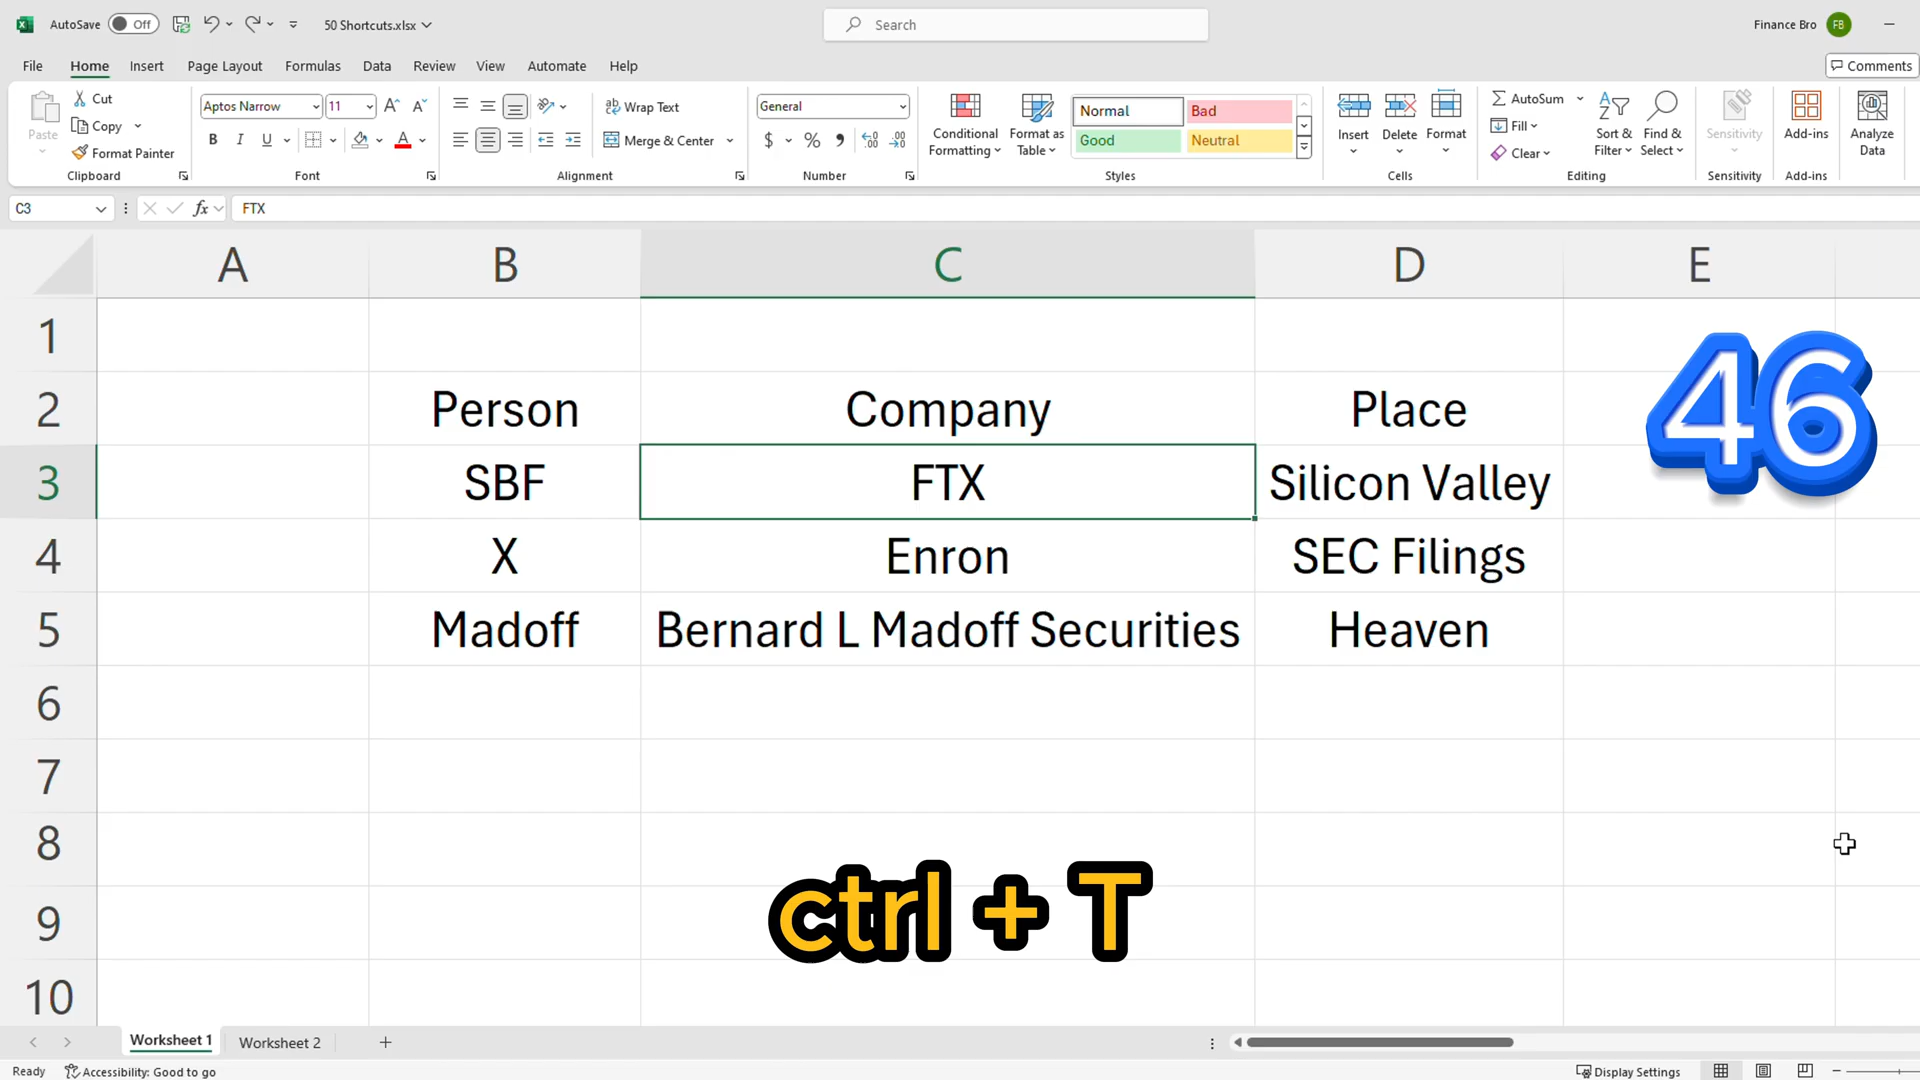 AutoSave Off 50 Shortcuts.xlsx Search Finance Bro FB
File Home Insert Page Layout Formulas Data Review View Automate Help Comments
Paste
Cut
Copy
Format Painter
Clipboard
Aptos Narrow 11
B I U
Font
Wrap Text
Merge & Center
Alignment
General
$ % 9
Number
Conditional Formatting
Format as Table
Normal Bad
Good Neutral
Styles
Insert Delete Format
Cells
AutoSum
Fill
Clear
Sort & Filter
Find & Select
Editing
Sensitivity
Sensitivity
Add-ins
Add-ins
Analyze Data
C3 fx FTX
A B C D E
1
2 Person Company Place
3 SBF FTX Silicon Valley
4 X Enron SEC Filings
5 Madoff Bernard L Madoff Securities Heaven
6
7
8
9
10
46
ctrl + T
Worksheet 1 Worksheet 2
Ready Accessibility: Good to go Display Settings